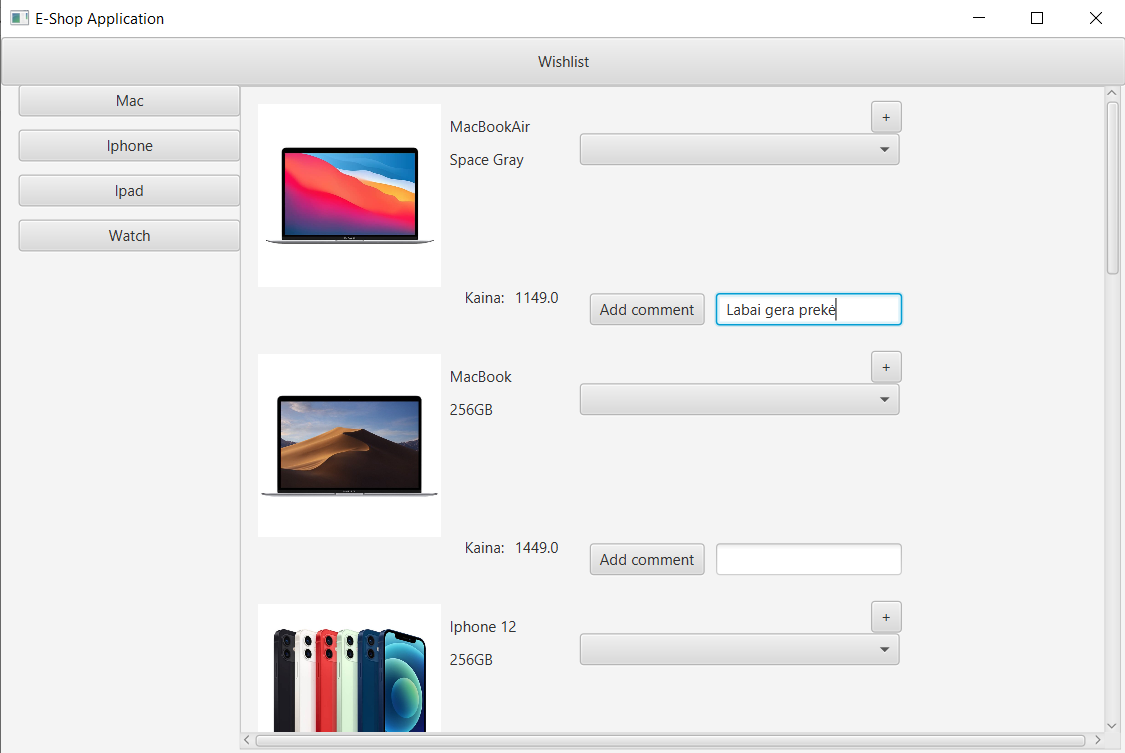 E-Shop Application
Wishlist
Mac
Iphone
Ipad
Watch
MacBookAir
+
Space Gray
Kaina: 1149.0
Add comment
Labai gera prekė
MacBook
+
256GB
Kaina: 1449.0
Add comment
Iphone 12
+
256GB